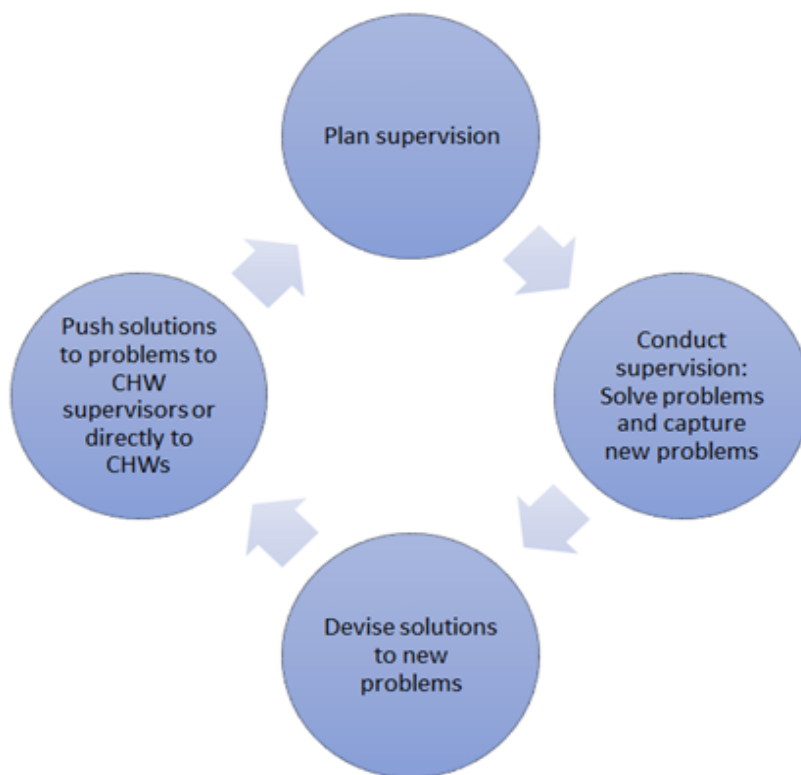 Plan supervision
Conduct
supervision:
Solve problems
and capture
new problems
Devise solutions
to new
problems
Push solutions
to problems to
CHW
supervisors or
directly to
CHWs